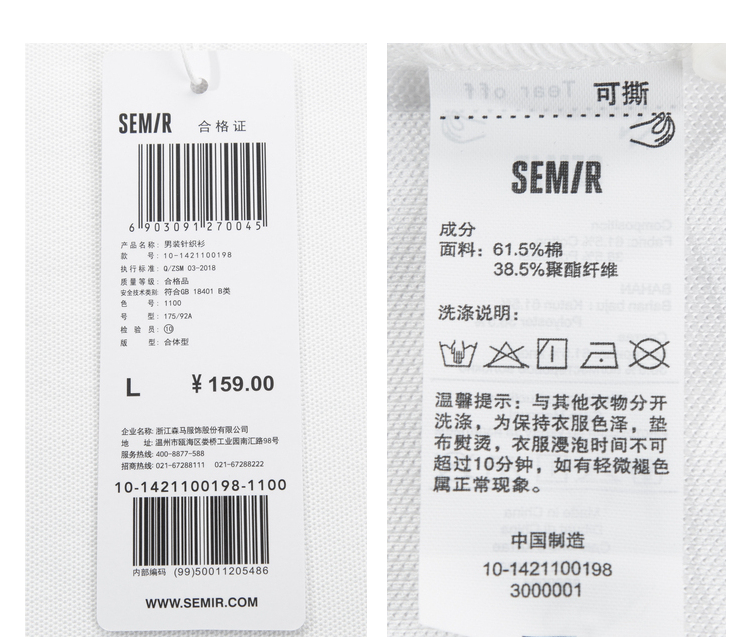 SEMIR 合格证
6 903091 270045
产品名称: 男装针织衫
款 号: 10-1421100198
执行标准: Q/ZSM 03-2018
质量等级: 合格品
安全技术类别: 符合GB 18401 B类
色 号: 1100
号 型: 175/92A
检 验 员: ⑩
版 型: 合体型
L ¥159.00
企业名称: 浙江森马服饰股份有限公司
地 址: 温州市瓯海区娄桥工业园南汇路98号
服务热线: 400-8877-588
招商热线: 021-67288111 021-67288222
10-1421100198-1100
内部编码 (99)50011205486
WWW.SEMIR.COM
Tear off 可撕
SEMIR
成分
面料: 61.5%棉
38.5%聚酯纤维
洗涤说明:
温馨提示: 与其他衣物分开
洗涤, 为保持衣服色泽, 垫
布熨烫, 衣服浸泡时间不可
超过10分钟, 如有轻微褪色
属正常现象。
中国制造
10-1421100198
3000001